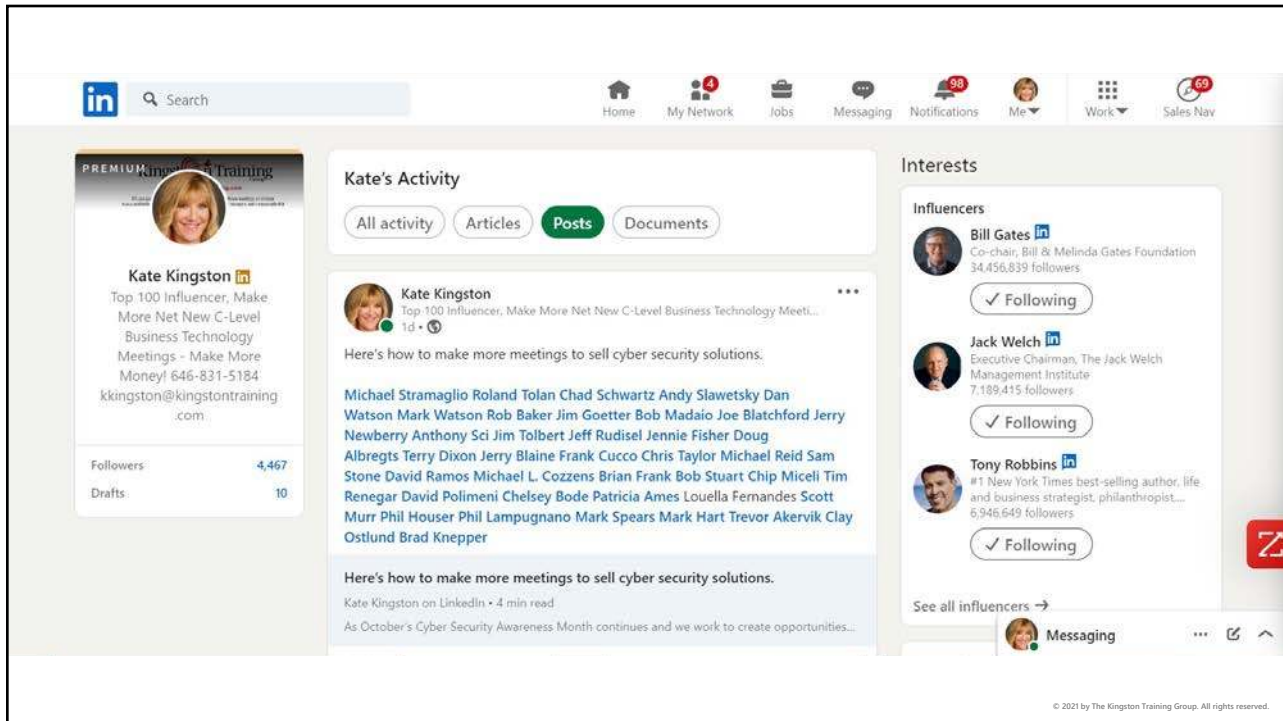 in
Search
4
98
69
Home
My Network
Jobs
Messaging
Notifications
Me
Work
Sales Nav
PREMIUM
Training
Kate Kingston in
Top 100 Influencer, Make
More Net New C-Level
Business Technology
Meetings - Make More
Money! 646-831-5184
kkingston@kingstontraining
.com
Followers 4,467
Drafts 10
Kate's Activity
All activity
Articles
Posts
Documents
Kate Kingston
Top 100 Influencer, Make More Net New C-Level Business Technology Meeti...
1d •
Here's how to make more meetings to sell cyber security solutions.
Michael Stramaglio Roland Tolan Chad Schwartz Andy Slawetsky Dan
Watson Mark Watson Rob Baker Jim Goetter Bob Madaio Joe Blatchford Jerry
Newberry Anthony Sci Jim Tolbert Jeff Rudisel Jennie Fisher Doug
Albregts Terry Dixon Jerry Blaine Frank Cucco Chris Taylor Michael Reid Sam
Stone David Ramos Michael L. Cozzens Brian Frank Bob Stuart Chip Miceli Tim
Renegar David Polimeni Chelsey Bode Patricia Ames Louella Fernandes Scott
Murr Phil Houser Phil Lampugnano Mark Spears Mark Hart Trevor Akervik Clay
Ostlund Brad Knepper
Here's how to make more meetings to sell cyber security solutions.
Kate Kingston on LinkedIn • 4 min read
As October's Cyber Security Awareness Month continues and we work to create opportunities...
Interests
Influencers
Bill Gates in
Co-chair, Bill & Melinda Gates Foundation
34,456,839 followers
✓ Following
Jack Welch in
Executive Chairman, The Jack Welch
Management Institute
7,189,415 followers
✓ Following
Tony Robbins in
#1 New York Times best-selling author, life
and business strategist, philanthropist,...
6,946,649 followers
✓ Following
See all influencers →
Messaging ...
© 2021 by The Kingston Training Group. All rights reserved.